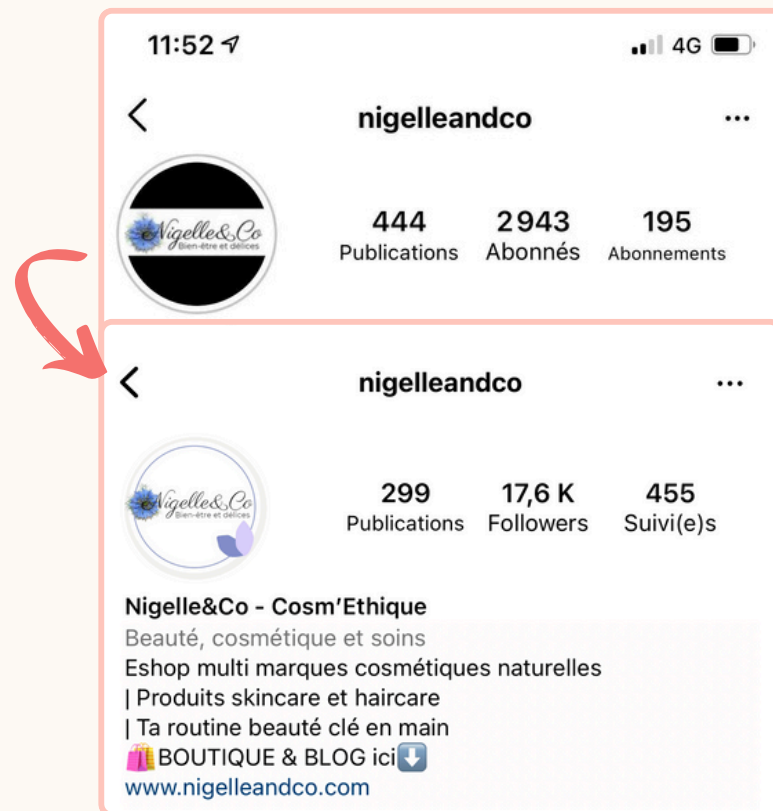 11:52 4G
nigelleandco ...
Nigelle&Co
Bien-être et délices
444 2943 195
Publications Abonnés Abonnements
nigelleandco ...
Nigelle&Co
Bien-être et délices
299 17,6 K 455
Publications Followers Suivi(e)s
Nigelle&Co - Cosm'Ethique
Beauté, cosmétique et soins
Eshop multi marques cosmétiques naturelles
| Produits skincare et haircare
| Ta routine beauté clé en main
🛍️BOUTIQUE & BLOG ici⬇️
www.nigelleandco.com